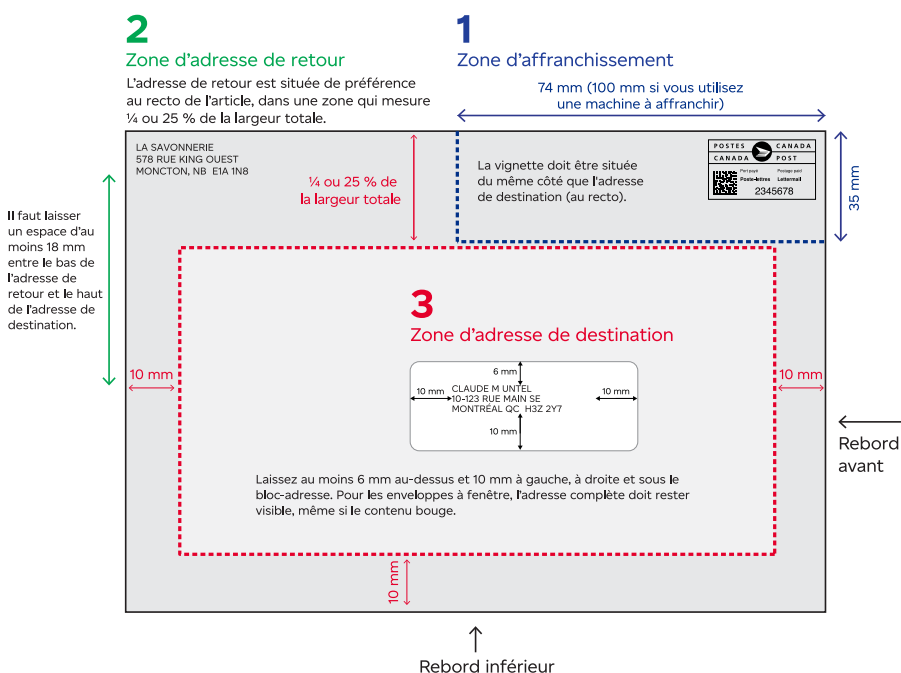 2
Zone d'adresse de retour
L'adresse de retour est située de préférence
au recto de l'article, dans une zone qui mesure
¼ ou 25 % de la largeur totale.
1
Zone d'affranchissement
74 mm (100 mm si vous utilisez
une machine à affranchir)
LA SAVONNERIE
578 RUE KING OUEST
MONCTON, NB  E1A 1N8
¼ ou 25 % de
la largeur totale
La vignette doit être située
du même côté que l'adresse
de destination (au recto).
POSTES CANADA
CANADA POST
Port payé Postage paid
Poste-lettres Lettermail
2345678
35 mm
Il faut laisser
un espace d'au
moins 18 mm
entre le bas de
l'adresse de
retour et le haut
de l'adresse de
destination.
3
Zone d'adresse de destination
10 mm
10 mm
6 mm
10 mm
CLAUDE M UNTEL
10-123 RUE MAIN SE
MONTRÉAL QC  H3Z 2Y7
10 mm
10 mm
Rebord
avant
Laissez au moins 6 mm au-dessus et 10 mm à gauche, à droite et sous le
bloc-adresse. Pour les enveloppes à fenêtre, l'adresse complète doit rester
visible, même si le contenu bouge.
10 mm
Rebord inférieur